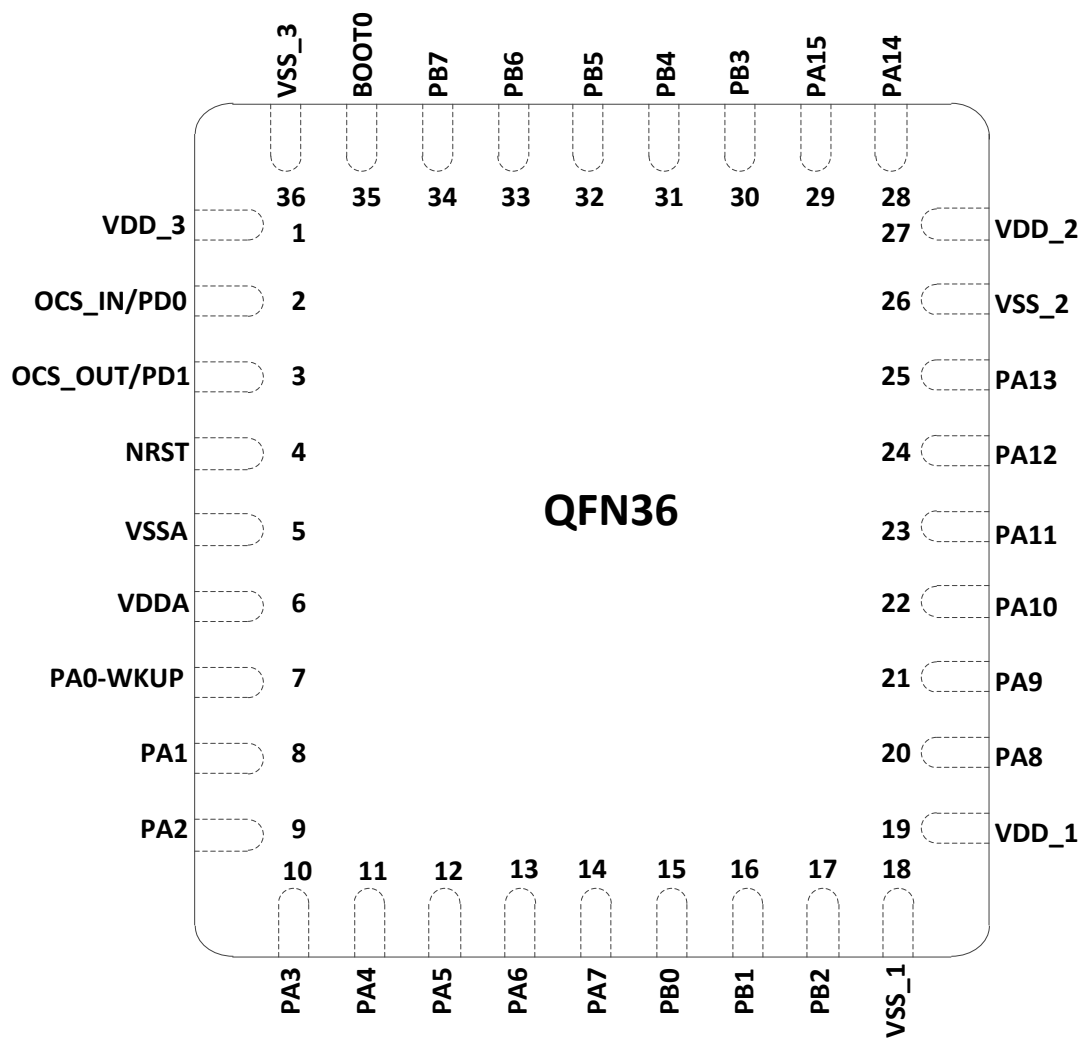 VSS_3
BOOT0
PB7
PB6
PB5
PB4
PB3
PA15
PA14
36
35
34
33
32
31
30
29
28
VDD_3
1
27
VDD_2
OCS_IN/PD0
2
26
VSS_2
OCS_OUT/PD1
3
25
PA13
NRST
4
24
PA12
QFN36
VSSA
5
23
PA11
VDDA
6
22
PA10
PA0-WKUP
7
21
PA9
PA1
8
20
PA8
PA2
9
19
VDD_1
10
11
12
13
14
15
16
17
18
PA3
PA4
PA5
PA6
PA7
PB0
PB1
PB2
VSS_1